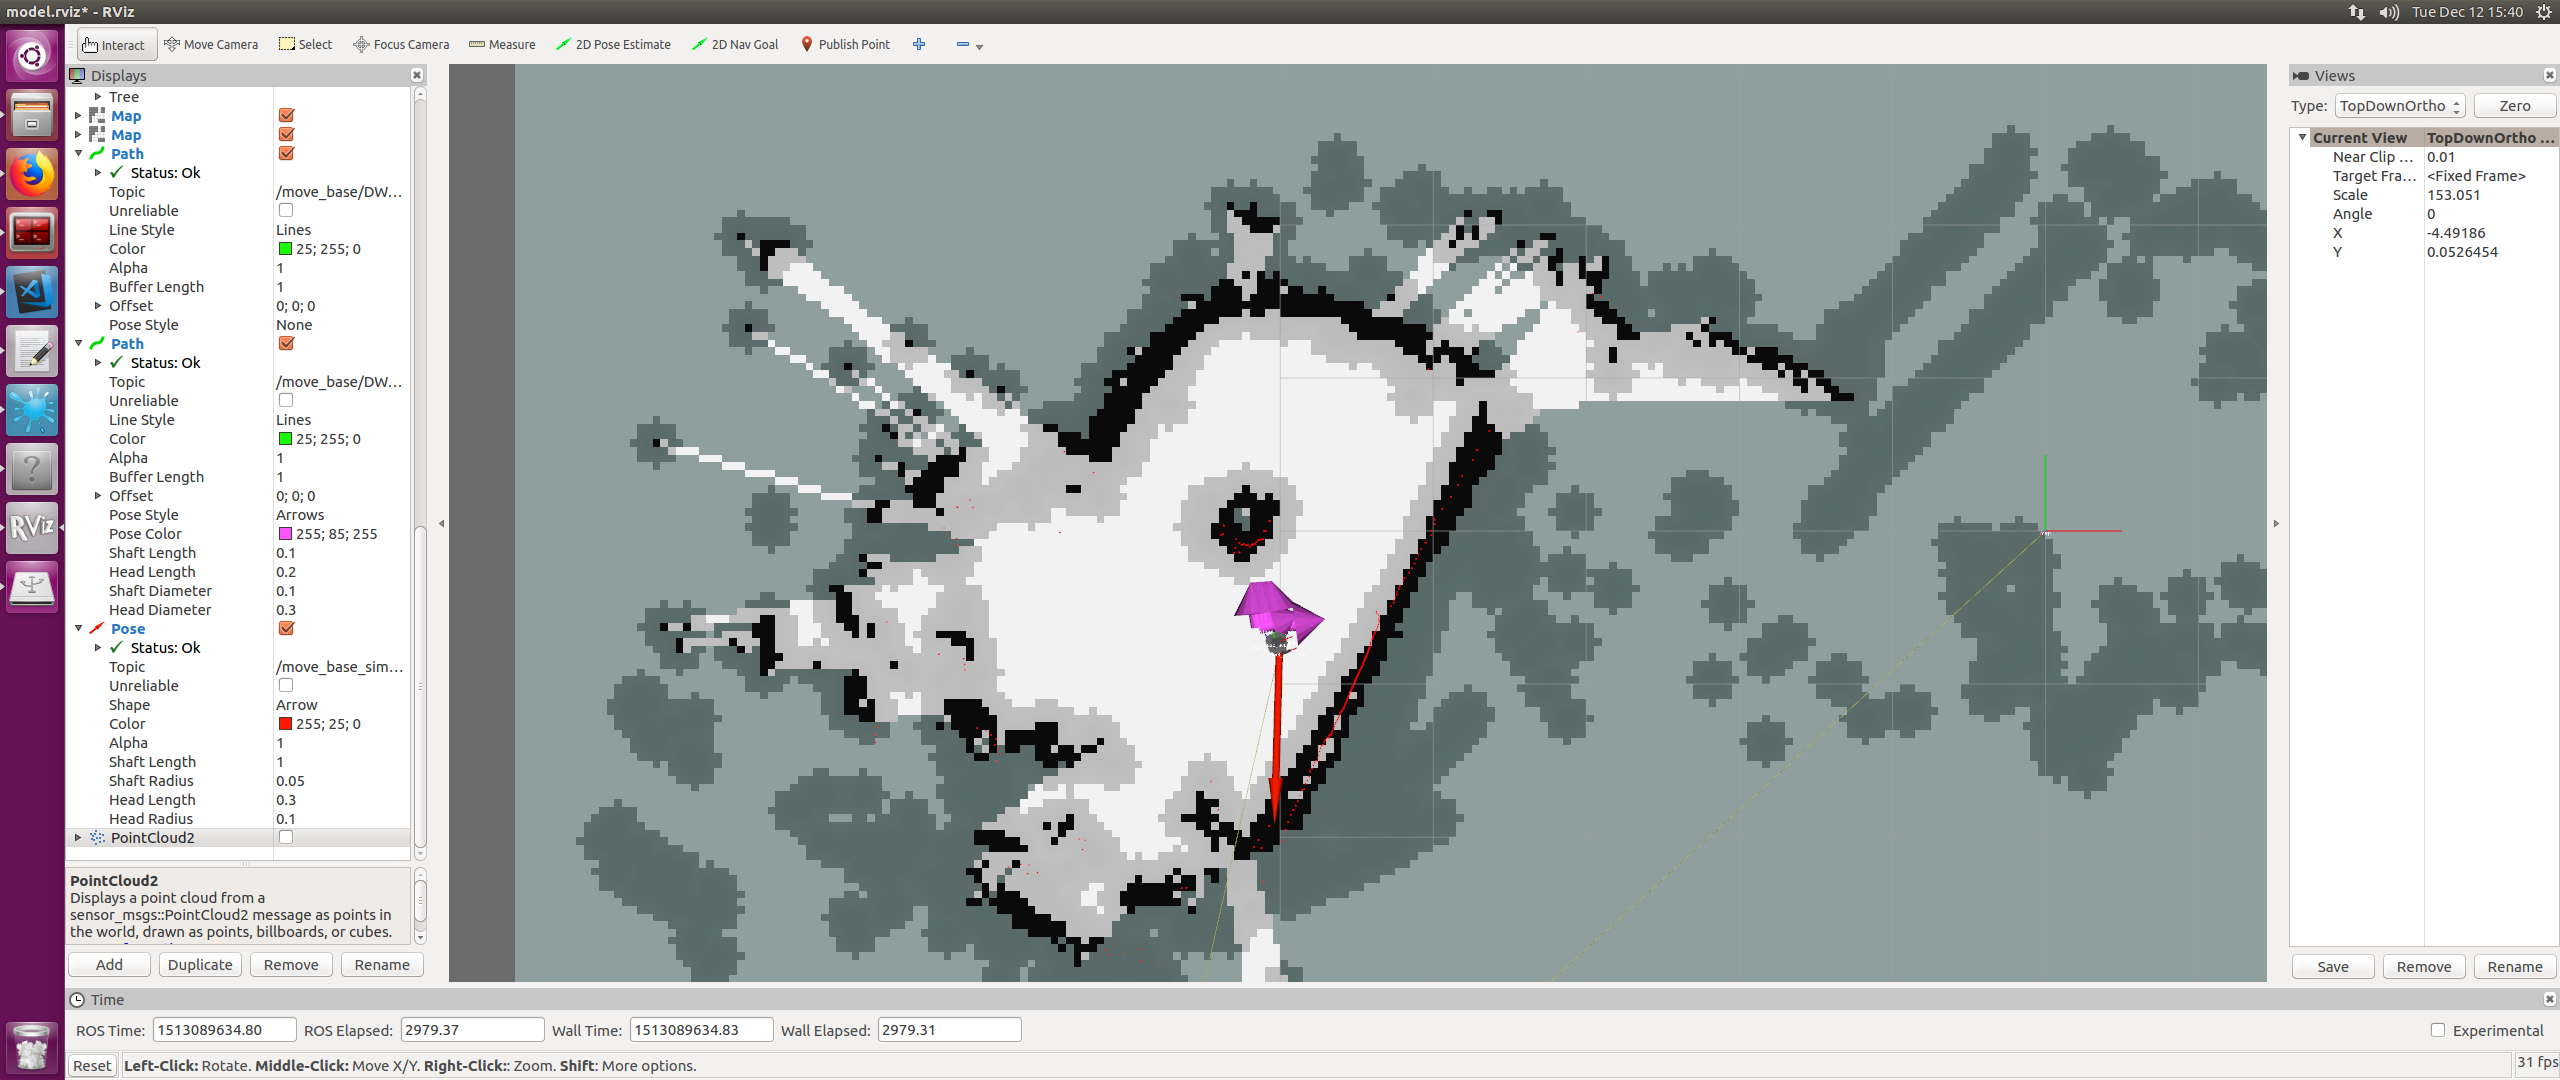 model.rviz* - RViz
Tue Dec 12 15:40
Interact
Move Camera
Select
Focus Camera
Measure
2D Pose Estimate
2D Nav Goal
Publish Point
Displays
Tree
Map
Map
Path
Status: Ok
Topic /move_base/DW...
Unreliable
Line Style Lines
Color 25; 255; 0
Alpha 1
Buffer Length 1
Offset 0; 0; 0
Pose Style None
Path
Status: Ok
Topic /move_base/DW...
Unreliable
Line Style Lines
Color 25; 255; 0
Alpha 1
Buffer Length 1
Offset 0; 0; 0
Pose Style Arrows
Pose Color 255; 85; 255
Shaft Length 0.1
Head Length 0.2
Shaft Diameter 0.1
Head Diameter 0.3
Pose
Status: Ok
Topic /move_base_sim...
Unreliable
Shape Arrow
Color 255; 25; 0
Alpha 1
Shaft Length 1
Shaft Radius 0.05
Head Length 0.3
Head Radius 0.1
PointCloud2
PointCloud2
Displays a point cloud from a
sensor_msgs::PointCloud2 message as points in
the world, drawn as points, billboards, or cubes.
Add Duplicate Remove Rename
RViz
Views
Type: TopDownOrtho Zero
Current View TopDownOrtho ...
Near Clip ... 0.01
Target Fra... <Fixed Frame>
Scale 153.051
Angle 0
X -4.49186
Y 0.0526454
Save Remove Rename
Time
ROS Time: 1513089634.80 ROS Elapsed: 2979.37 Wall Time: 1513089634.83 Wall Elapsed: 2979.31 Experimental
Reset Left-Click: Rotate. Middle-Click: Move X/Y. Right-Click:: Zoom. Shift: More options. 31 fps